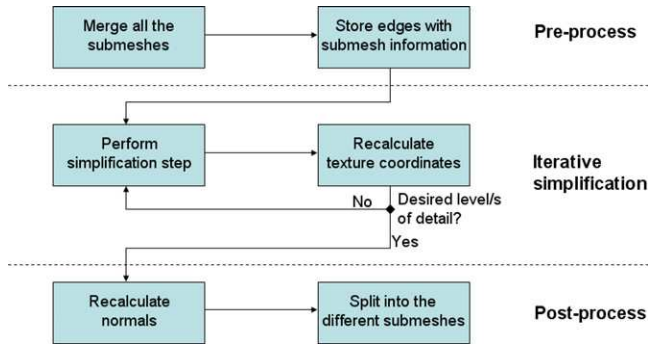 Merge all the
submeshes
Store edges with
submesh information
Pre-process
Perform
simplification step
Recalculate
texture coordinates
Iterative
simplification
No
Desired level/s
of detail?
Yes
Recalculate
normals
Split into the
different submeshes
Post-process